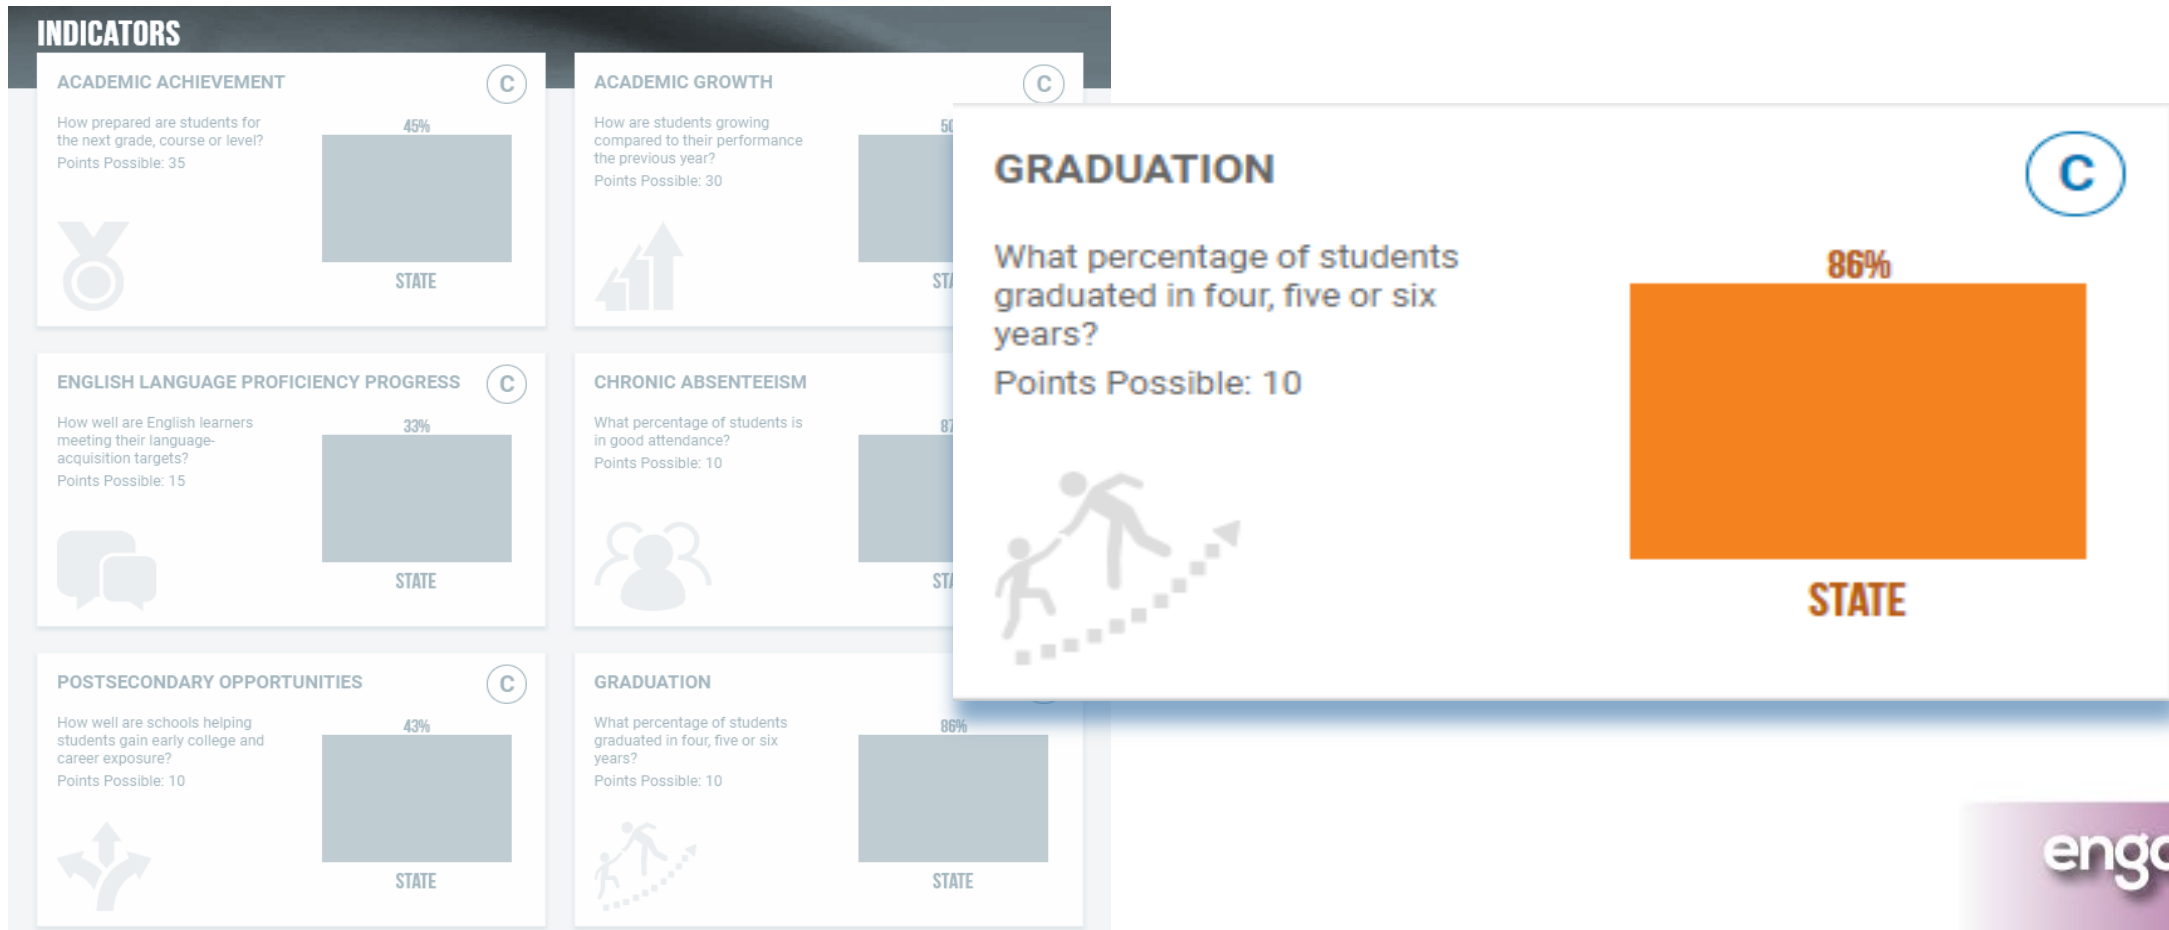 INDICATORS
ACADEMIC ACHIEVEMENT
C
How prepared are students for
the next grade, course or level?
Points Possible: 35
45%
STATE
ACADEMIC GROWTH
C
How are students growing
compared to their performance
the previous year?
Points Possible: 30
ENGLISH LANGUAGE PROFICIENCY PROGRESS
C
How well are English learners
meeting their language-
acquisition targets?
Points Possible: 15
33%
STATE
CHRONIC ABSENTEEISM
What percentage of students is
in good attendance?
Points Possible: 10
POSTSECONDARY OPPORTUNITIES
C
How well are schools helping
students gain early college and
career exposure?
Points Possible: 10
43%
STATE
GRADUATION
What percentage of students
graduated in four, five or six
years?
Points Possible: 10
86%
STATE
GRADUATION
C
What percentage of students
graduated in four, five or six
years?
Points Possible: 10
86%
STATE